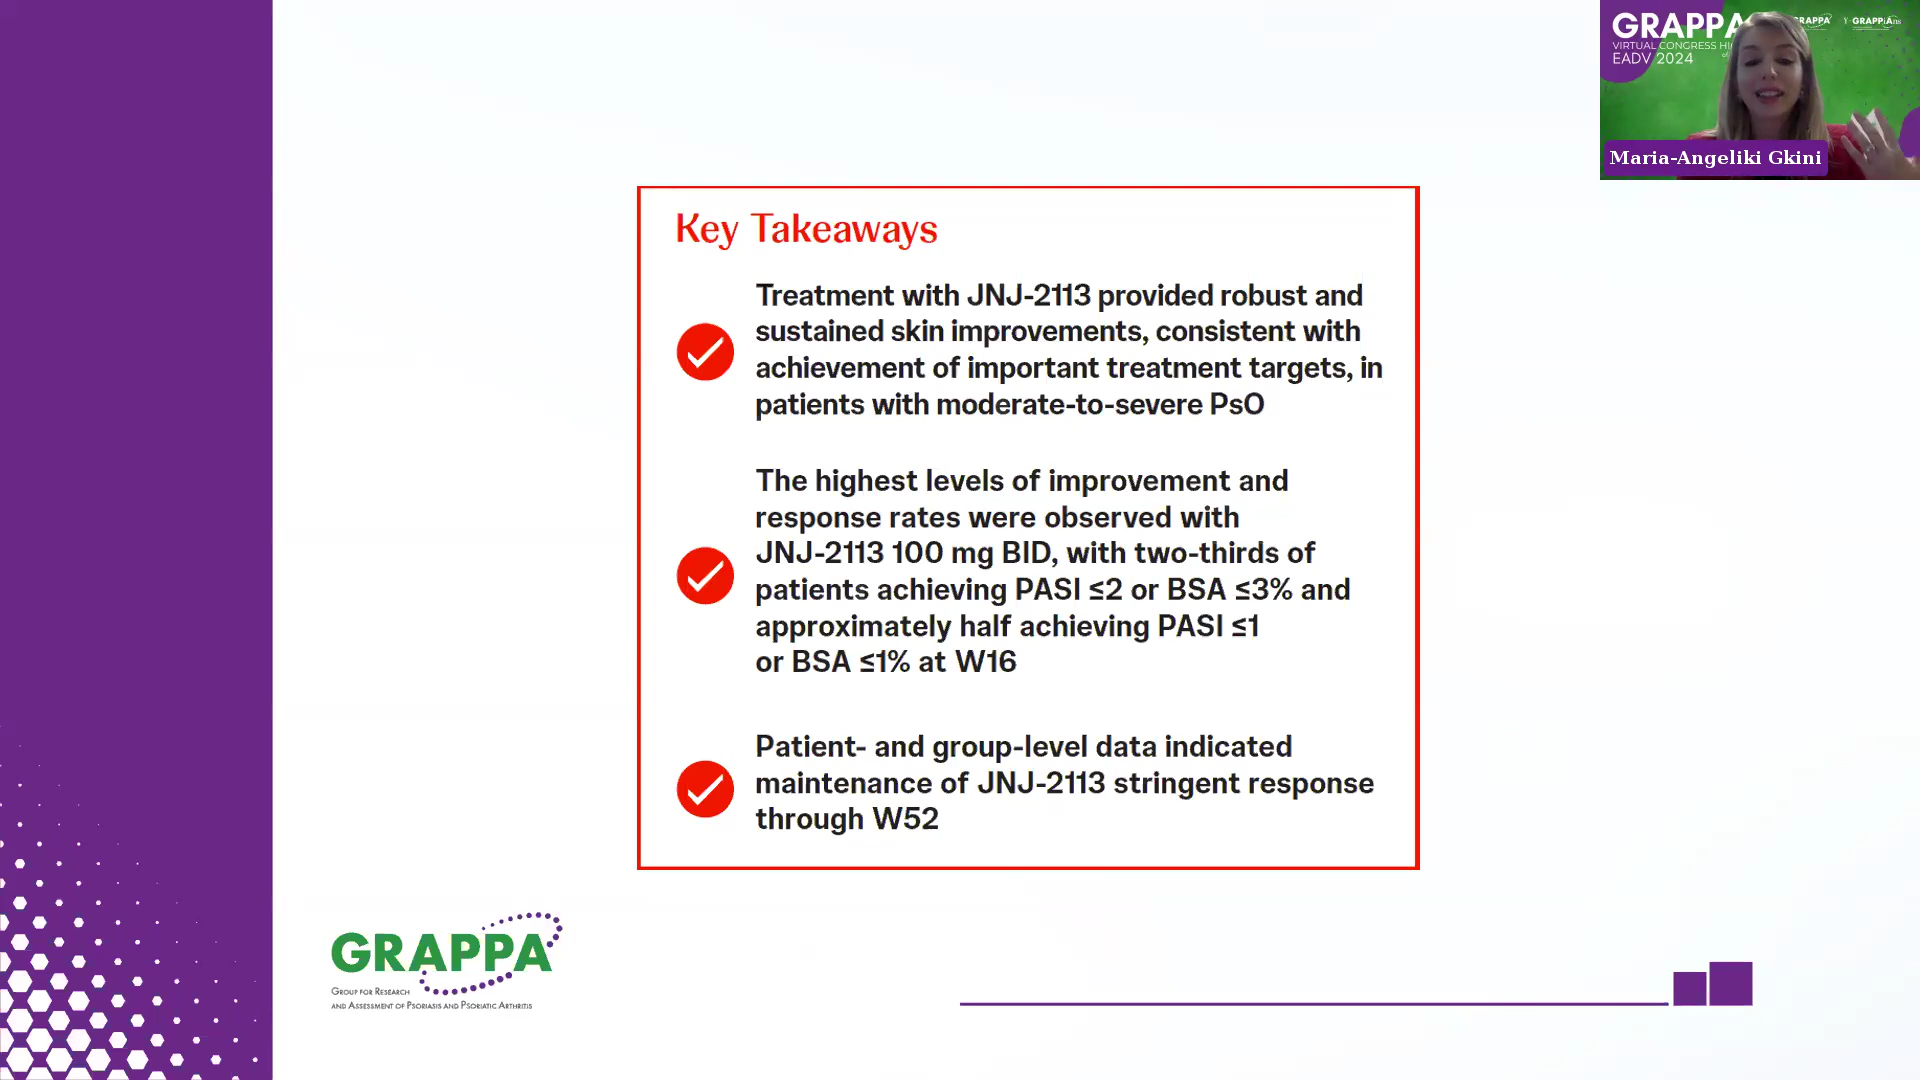 Key Takeaways
Treatment with JNJ-2113 provided robust and
sustained skin improvements, consistent with
achievement of important treatment targets, in
patients with moderate-to-severe PsO
The highest levels of improvement and
response rates were observed with
JNJ-2113 100 mg BID, with two-thirds of
patients achieving PASI ≤2 or BSA ≤3% and
approximately half achieving PASI ≤1
or BSA ≤1% at W16
Patient- and group-level data indicated
maintenance of JNJ-2113 stringent response
through W52
GRAPPA
GROUP FOR RESEARCH
AND ASSESSMENT OF PSORIASIS AND PSORIATIC ARTHRITIS
GRAPPA
VIRTUAL CONGRESS
EADV 2024
GRAPPA
Y-GRAPPIAns
Maria-Angeliki Gkini